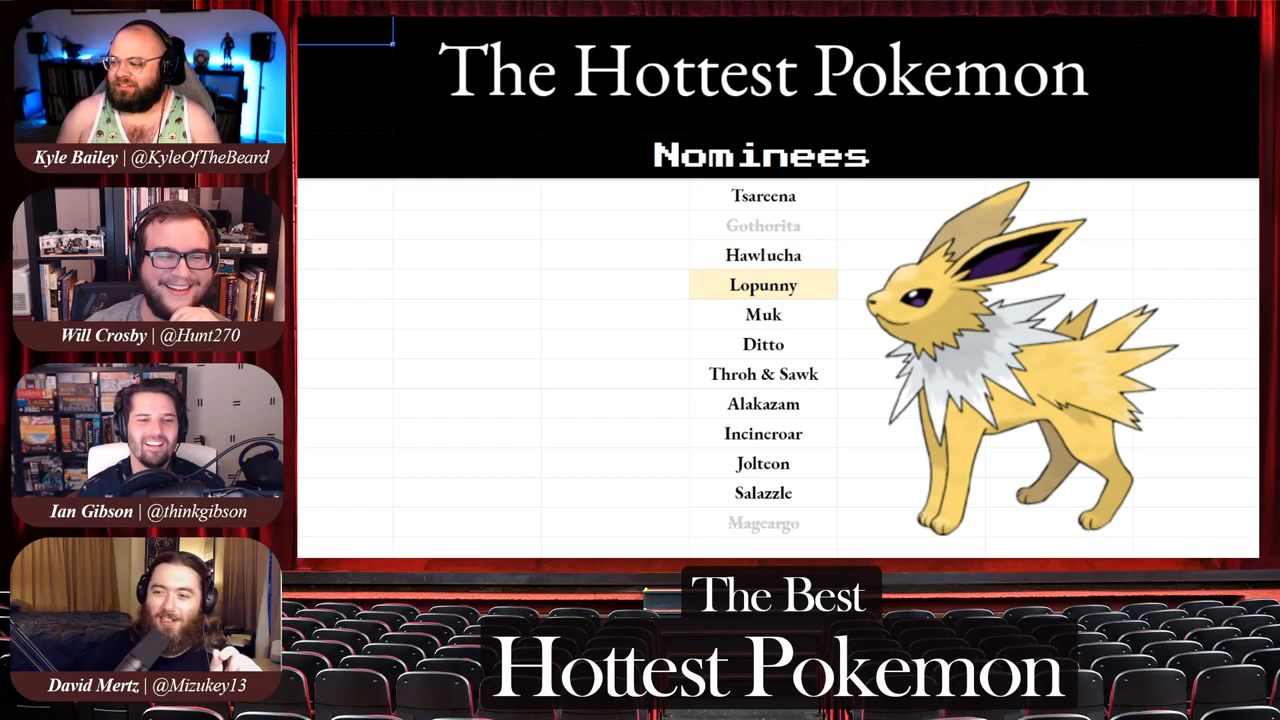 Kyle Bailey | @KyleOfTheBeard
Will Crosby | @Hunt270
Ian Gibson | @thinkgibson
David Mertz | @Mizukey13
The Hottest Pokemon
Nominees
Tsareena
Gothorita
Hawlucha
Lopunny
Muk
Ditto
Throh & Sawk
Alakazam
Incineroar
Jolteon
Salazzle
Mageargo
The Best
Hottest Pokemon